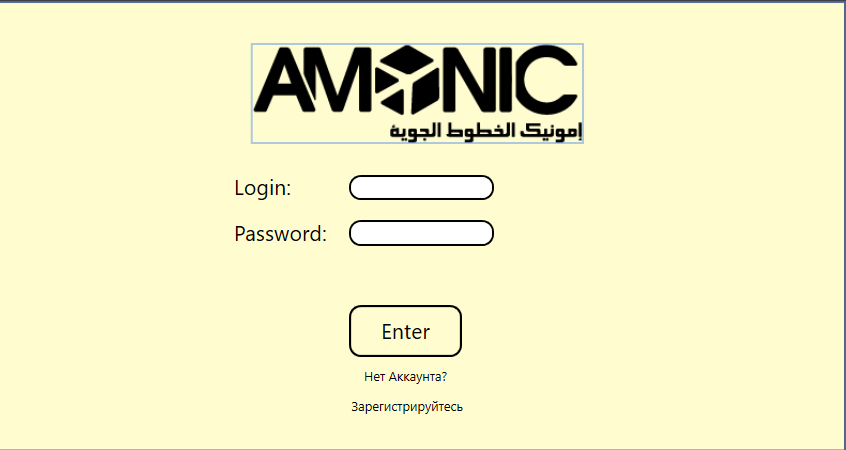 AMONIC
إمونيك الخطوط الجوية
Login:
Password:
Enter
Нет Аккаунта?
Зарегистрируйтесь